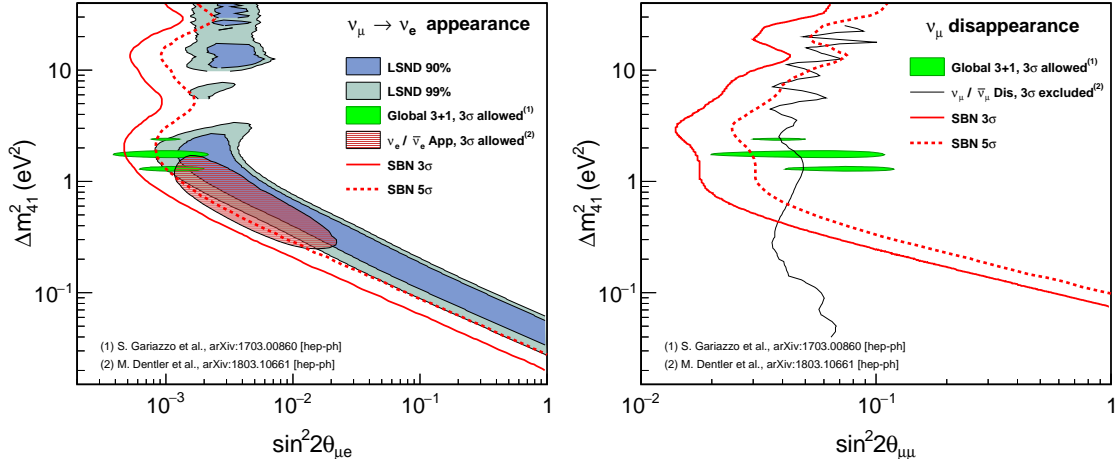 ν_μ → ν_e appearance
LSND 90%
LSND 99%
Global 3+1, 3σ allowed⁽¹⁾
ν_e / ν̅_e App, 3σ allowed⁽²⁾
SBN 3σ
SBN 5σ
10
1
10⁻¹
Δm²₄₁ (eV²)
(1) S. Gariazzo et al., arXiv:1703.00860 [hep-ph]
(2) M. Dentler et al., arXiv:1803.10661 [hep-ph]
10⁻³ 10⁻² 10⁻¹ 1
sin²2θ_μe
ν_μ disappearance
Global 3+1, 3σ allowed⁽¹⁾
ν_μ / ν̅_μ Dis, 3σ excluded⁽²⁾
SBN 3σ
SBN 5σ
10
1
10⁻¹
Δm²₄₁ (eV²)
(1) S. Gariazzo et al., arXiv:1703.00860 [hep-ph]
(2) M. Dentler et al., arXiv:1803.10661 [hep-ph]
10⁻² 10⁻¹ 1
sin²2θ_μμ